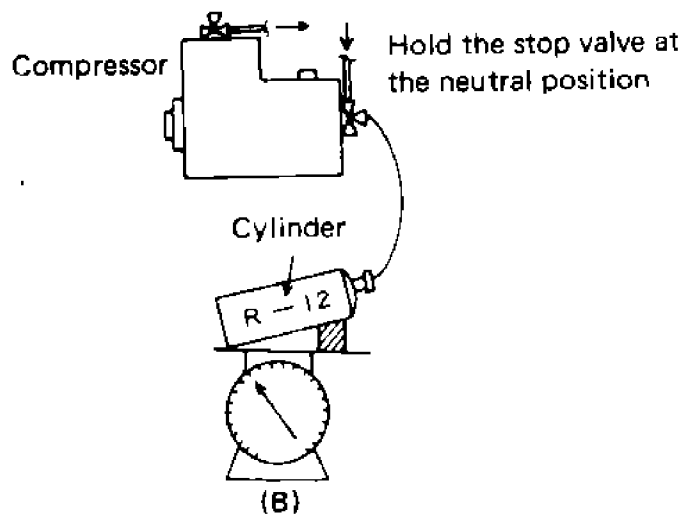 Compressor
Hold the stop valve at
the neutral position
Cylinder
R - 12
(B)